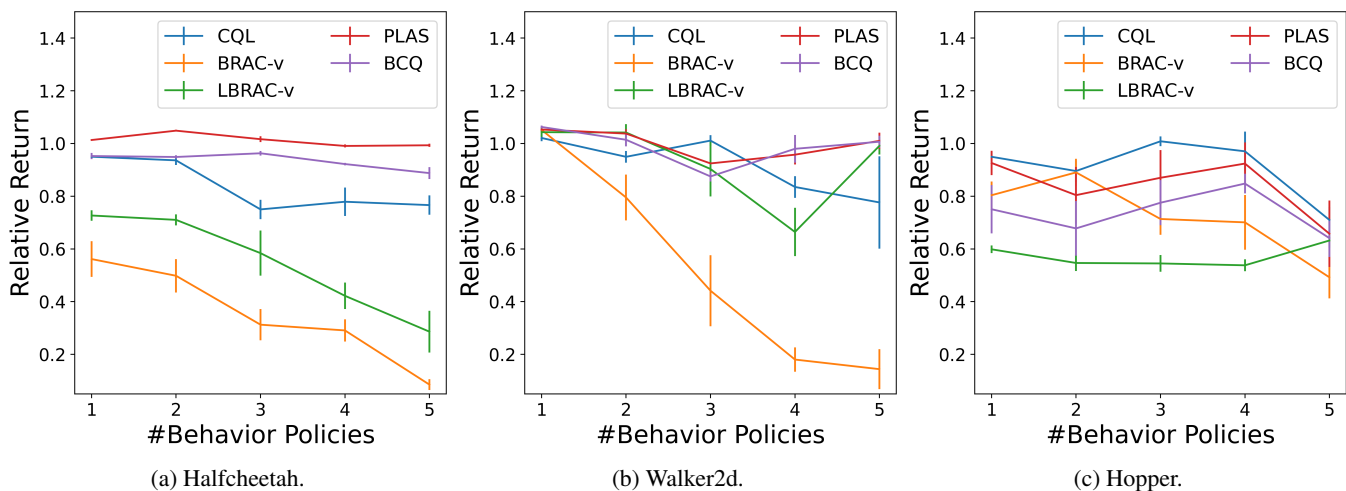 CQL
BRAC-v
LBRAC-v
PLAS
BCQ
1.4
1.2
1.0
0.8
0.6
0.4
0.2
Relative Return
1 2 3 4 5
#Behavior Policies
(a) Halfcheetah.
CQL
BRAC-v
LBRAC-v
PLAS
BCQ
1.4
1.2
1.0
0.8
0.6
0.4
0.2
Relative Return
1 2 3 4 5
#Behavior Policies
(b) Walker2d.
CQL
BRAC-v
LBRAC-v
PLAS
BCQ
1.4
1.2
1.0
0.8
0.6
0.4
0.2
Relative Return
1 2 3 4 5
#Behavior Policies
(c) Hopper.